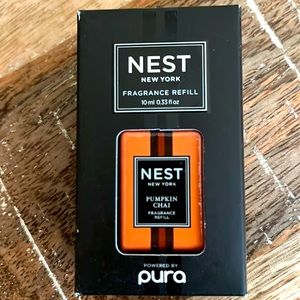 NEST
NEW YORK
FRAGRANCE REFILL
10 ml 0.33 fl oz
NEST
NEW YORK
PUMPKIN
CHAI
FRAGRANCE
REFILL
POWERED BY
pura